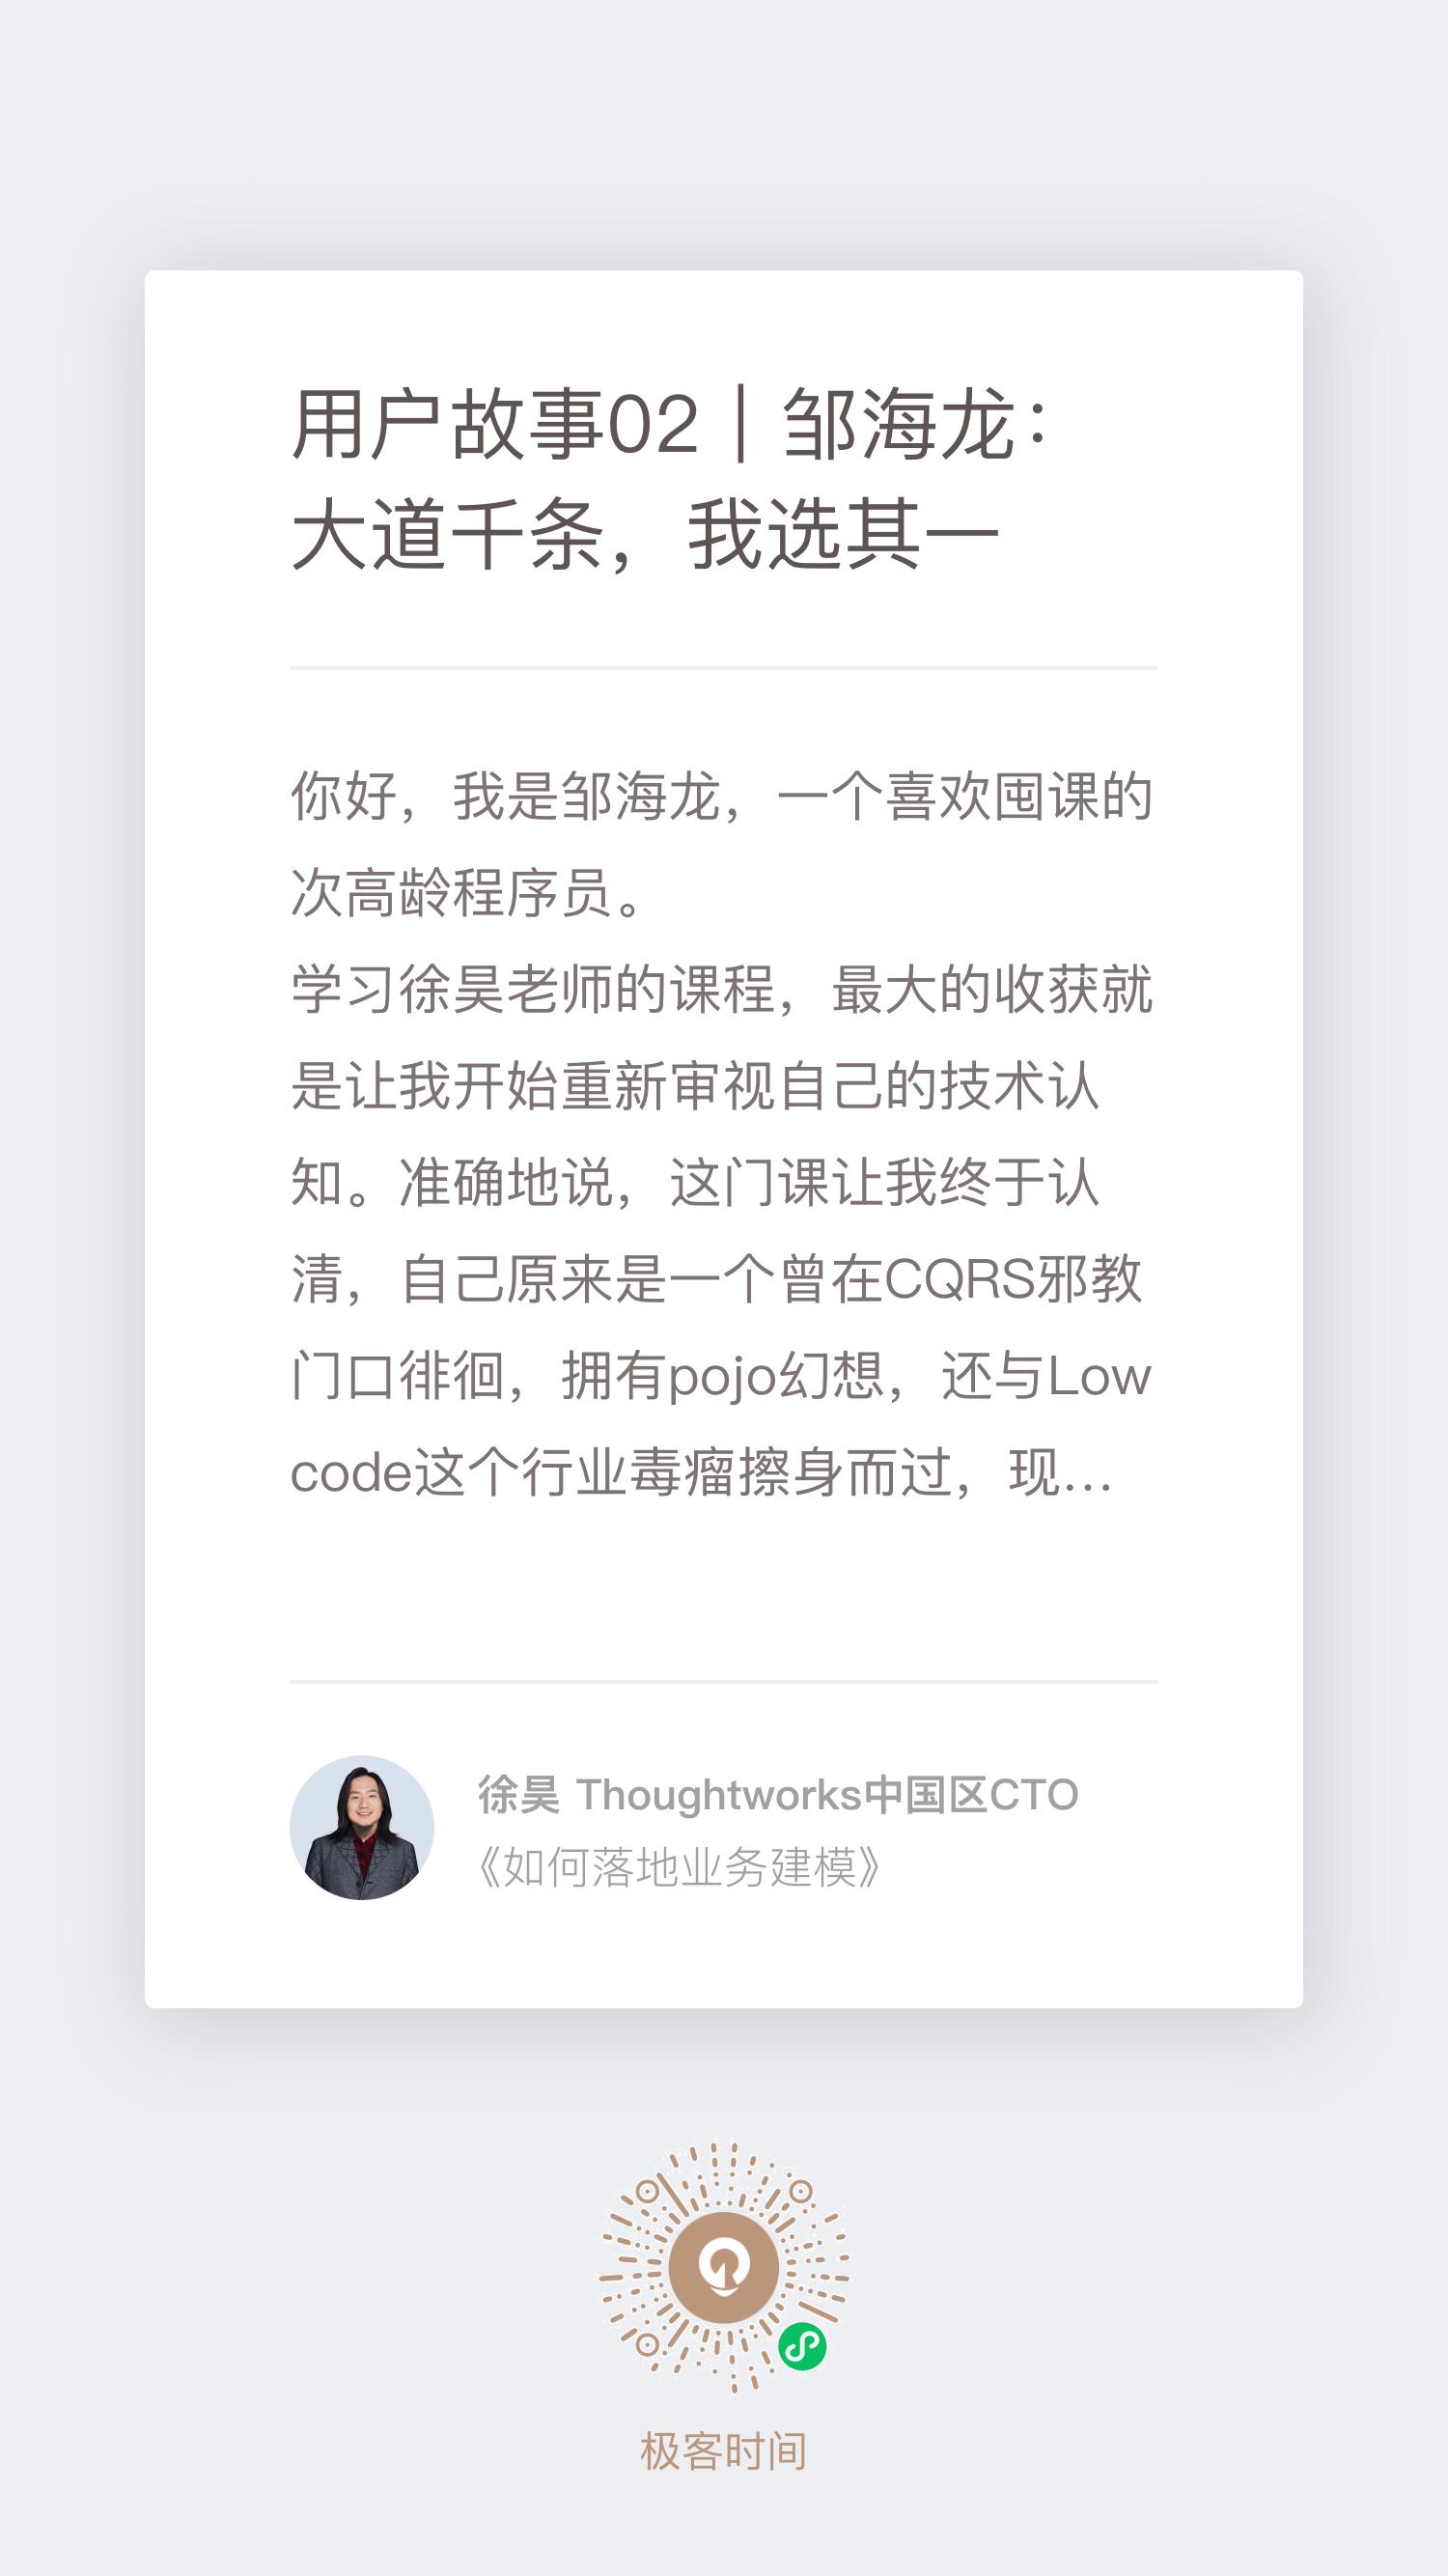 用户故事02｜邹海龙：
大道千条，我选其一
你好，我是邹海龙，一个喜欢囤课的
次高龄程序员。
学习徐昊老师的课程，最大的收获就
是让我开始重新审视自己的技术认
知。准确地说，这门课让我终于认
清，自己原来是一个曾在CQRS邪教
门口徘徊，拥有pojo幻想，还与Low
code这个行业毒瘤擦身而过，现...
徐昊 Thoughtworks中国区CTO
《如何落地业务建模》
极客时间